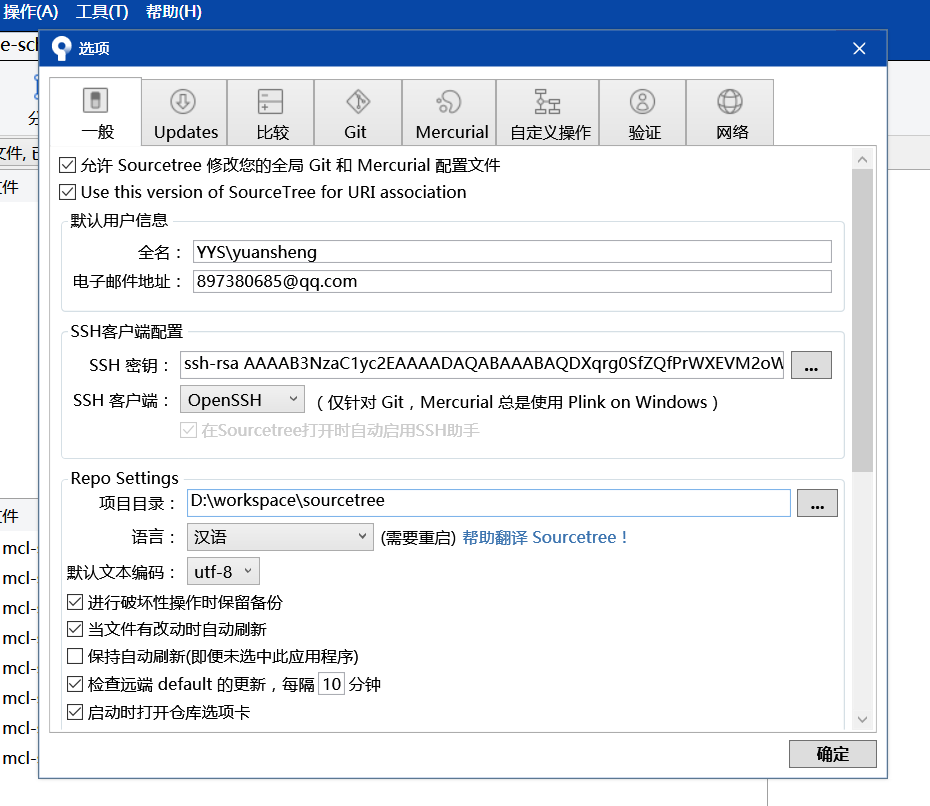 操作(A) 工具(T) 帮助(H)
选项
一般 Updates 比较 Git Mercurial 自定义操作 验证 网络
允许 Sourcetree 修改您的全局 Git 和 Mercurial 配置文件
Use this version of SourceTree for URI association
默认用户信息
全名： YYS\yuansheng
电子邮件地址： 897380685@qq.com
SSH客户端配置
SSH 密钥： ssh-rsa AAAAB3NzaC1yc2EAAAADAQABAAABAQDXqrg0SfZQfPrWXEVM2oW ...
SSH 客户端： OpenSSH （仅针对 Git，Mercurial 总是使用 Plink on Windows）
在Sourcetree打开时自动启用SSH助手
Repo Settings
项目目录： D:\workspace\sourcetree ...
语言： 汉语 (需要重启) 帮助翻译 Sourcetree！
默认文本编码： utf-8
进行破坏性操作时保留备份
当文件有改动时自动刷新
保持自动刷新(即便未选中此应用程序)
检查远端 default 的更新，每隔 10 分钟
启动时打开仓库选项卡
确定
e-scl
文件, 已
件
件
mcl-
mcl-
mcl-
mcl-
mcl-
mcl-
mcl-
mcl-